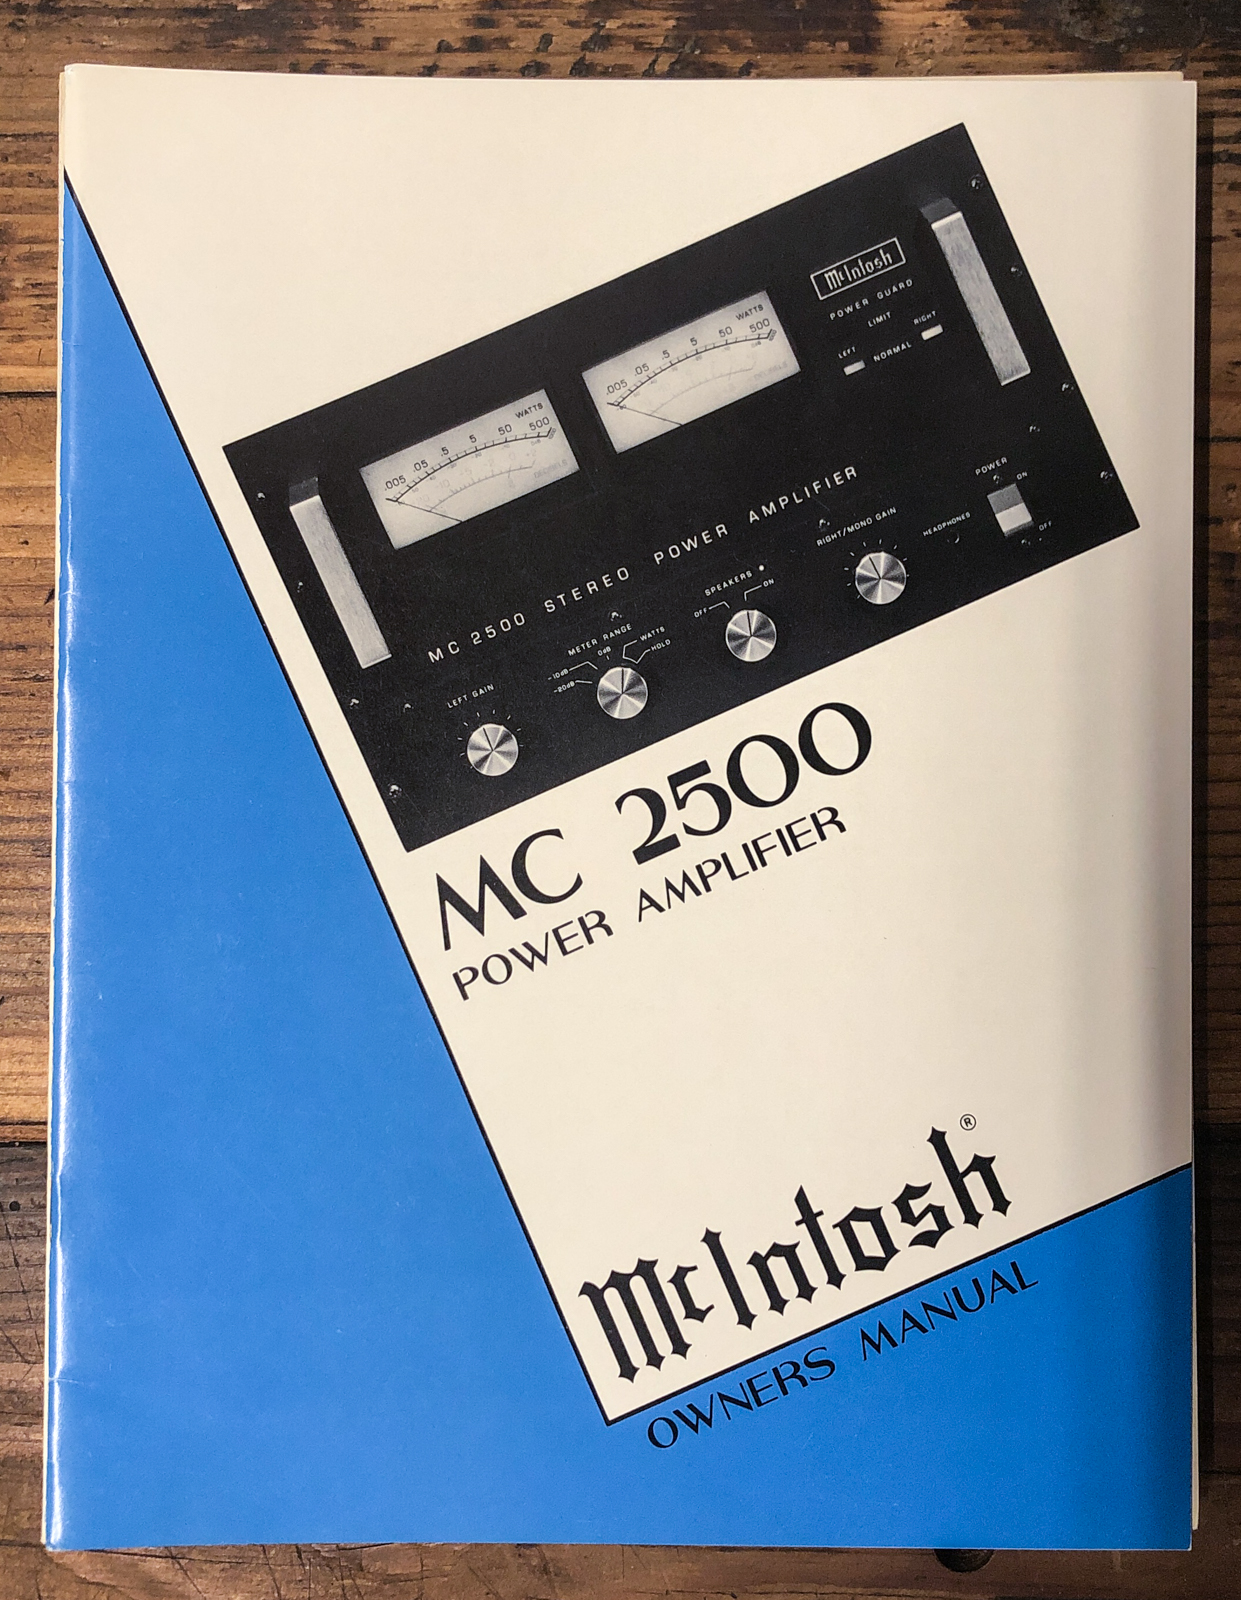 McIntosh
POWER GUARD
LIMIT
LEFT
RIGHT
NORMAL
WATTS
.005 .05 .5 5 50 500
WATTS
.005 .05 .5 5 50 500
MC 2500 STEREO POWER AMPLIFIER
POWER
ON
OFF
HEADPHONES
RIGHT/MONO GAIN
SPEAKERS
OFF
ON
METER RANGE
-20dB
-10dB
0dB
WATTS
HOLD
LEFT GAIN
MC 2500
POWER AMPLIFIER
McIntosh®
OWNERS MANUAL